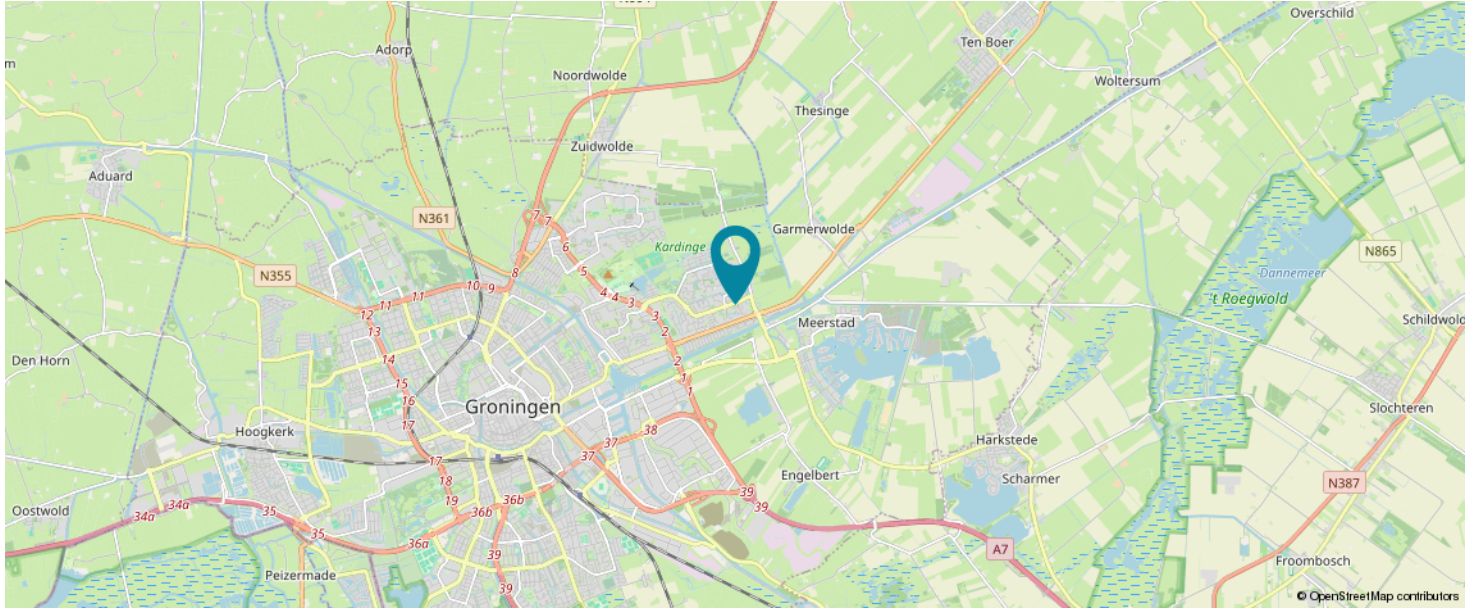 Overschild
Ten Boer
Adorp
Noordwolde
Woltersum
Thesinge
Zuidwolde
Aduard
N361
7
7
6
Garmerwolde
Kardinge
N865
N355
5
8
Dannemeer
10
9
4
4
3
11
11
't Roegwold
12
3
Meerstad
Schildwold
13
2
14
2
Den Horn
1
15
1
16
Groningen
Slochteren
17
38
Hoogkerk
37
Harkstede
37
17
Engelbert
18
Scharmer
N387
39
19
36b
39
34a
34a
35
Oostwold
36b
35
36a
A7
39
Froombosch
Peizermade
39
© OpenStreetMap contributors